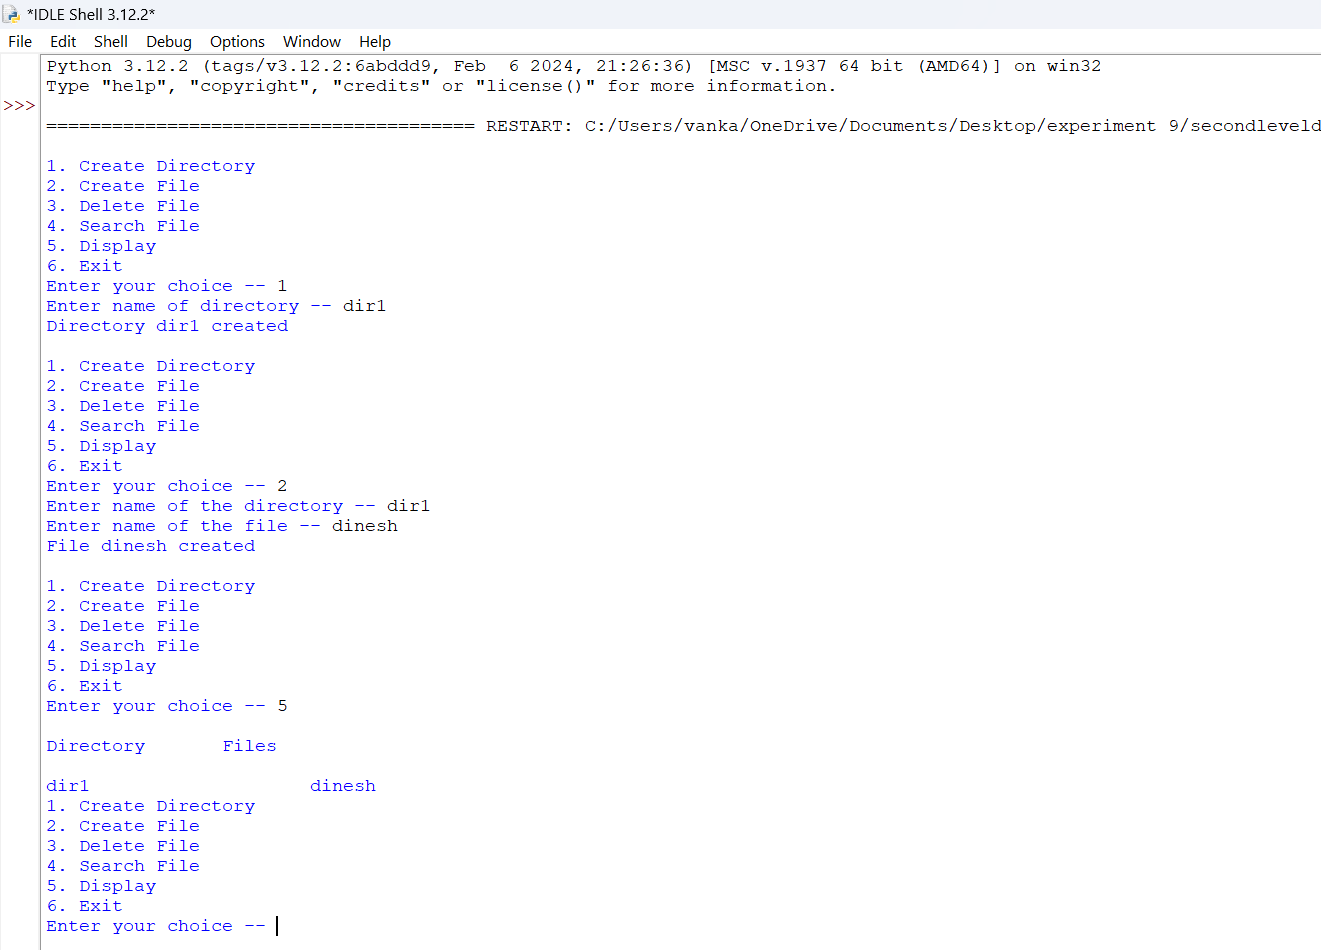 *IDLE Shell 3.12.2*
File Edit Shell Debug Options Window Help
Python 3.12.2 (tags/v3.12.2:6abddd9, Feb  6 2024, 21:26:36) [MSC v.1937 64 bit (AMD64)] on win32
Type "help", "copyright", "credits" or "license()" for more information.
>>>
======================================= RESTART: C:/Users/vanka/OneDrive/Documents/Desktop/experiment 9/secondleveld
1. Create Directory
2. Create File
3. Delete File
4. Search File
5. Display
6. Exit
Enter your choice -- 1
Enter name of directory -- dir1
Directory dir1 created
1. Create Directory
2. Create File
3. Delete File
4. Search File
5. Display
6. Exit
Enter your choice -- 2
Enter name of the directory -- dir1
Enter name of the file -- dinesh
File dinesh created
1. Create Directory
2. Create File
3. Delete File
4. Search File
5. Display
6. Exit
Enter your choice -- 5
Directory       Files
dir1                    dinesh
1. Create Directory
2. Create File
3. Delete File
4. Search File
5. Display
6. Exit
Enter your choice --